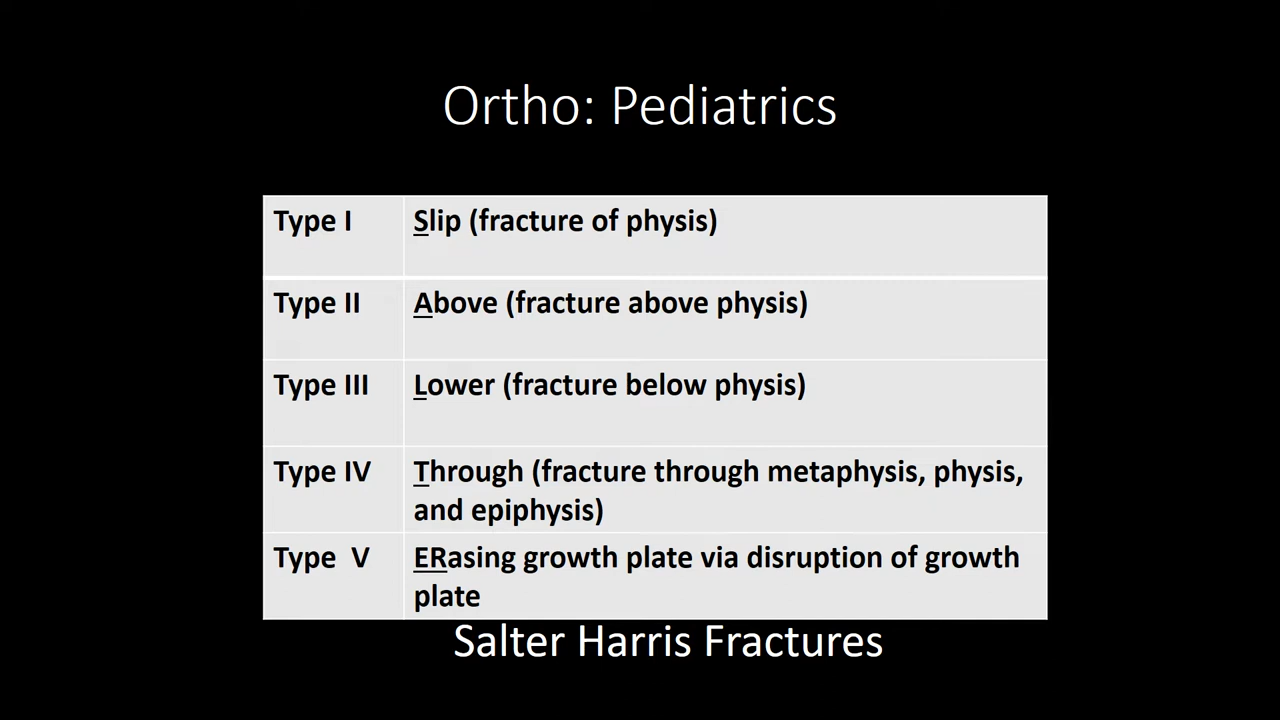 Ortho: Pediatrics
Type I Slip (fracture of physis)
Type II Above (fracture above physis)
Type III Lower (fracture below physis)
Type IV Through (fracture through metaphysis, physis,
and epiphysis)
Type V ERasing growth plate via disruption of growth
plate
Salter Harris Fractures